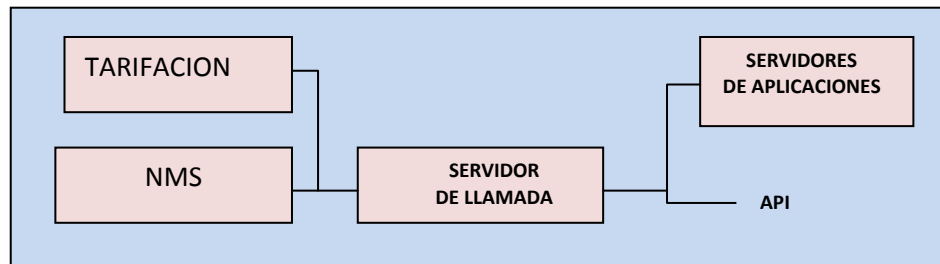 TARIFACION
SERVIDORES
DE APLICACIONES
NMS
SERVIDOR
DE LLAMADA
API